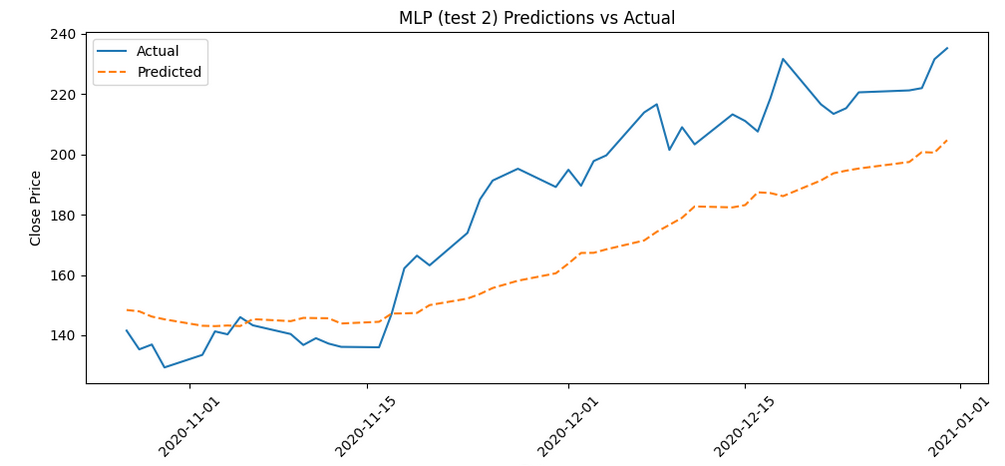 MLP (test 2) Predictions vs Actual
Actual
Predicted
Close Price
240
220
200
180
160
140
2020-11-01
2020-11-15
2020-12-01
2020-12-15
2021-01-01